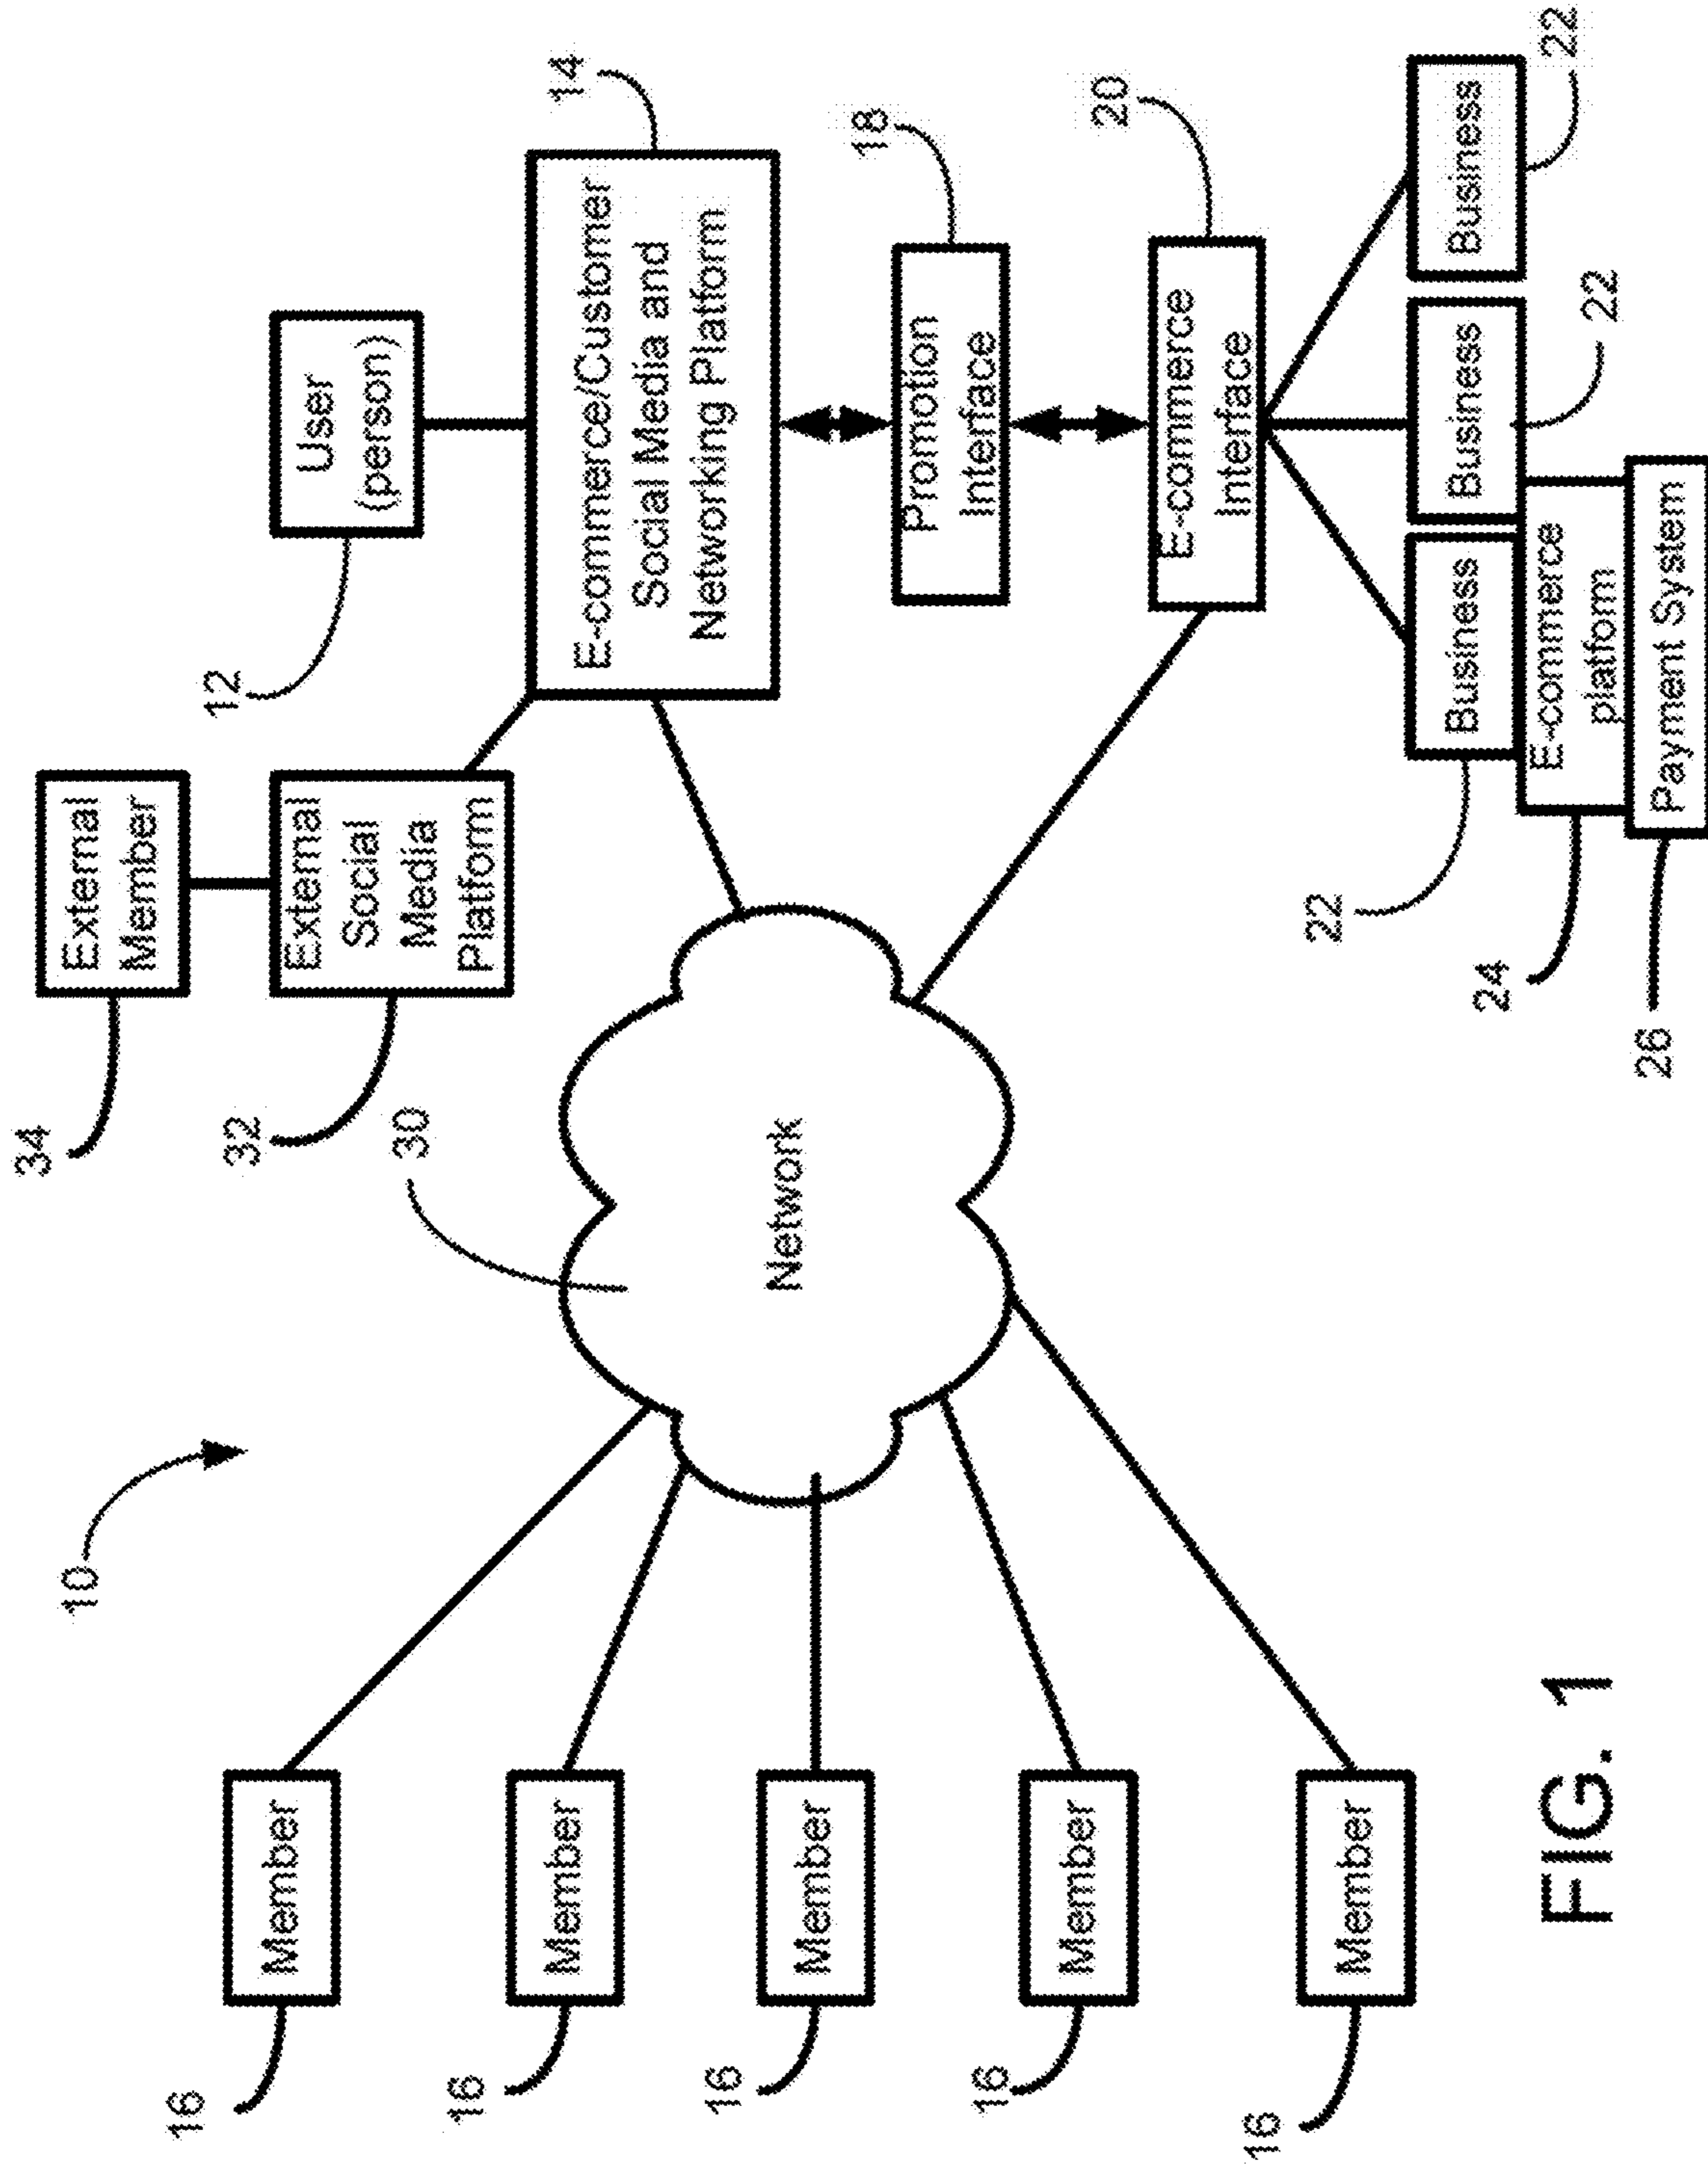 10
34
External
Member
32
External
Social
Media
Platform
12
User
(person)
14
E-commerce/Customer
Social Media and
Networking Platform
30
Network
18
Promotion
Interface
20
E-commerce
Interface
16
Member
16
Member
16
Member
16
Member
16
Member
22
Business
22
Business
22
Business
24
E-commerce
platfom
26
Payment System
FIG. 1